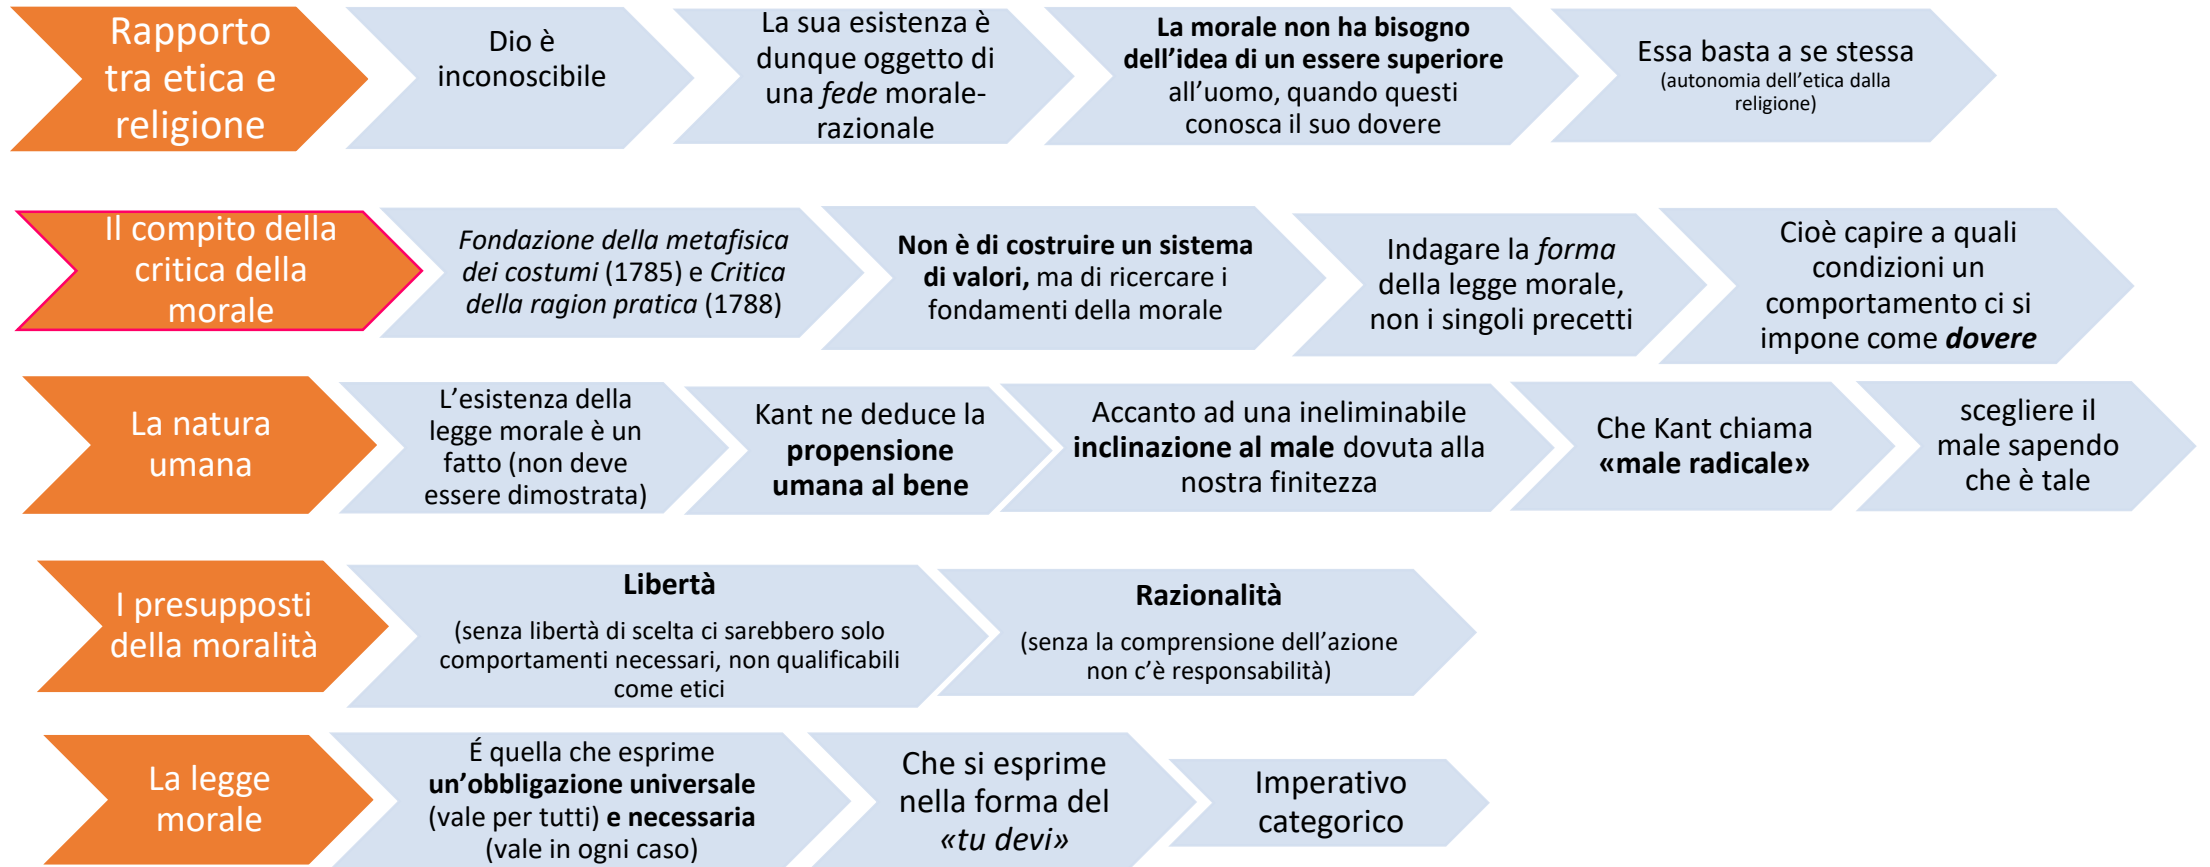 Rapporto
tra etica e
religione
Dio è
inconoscibile
La sua esistenza è
dunque oggetto di
una fede morale-
razionale
La morale non ha bisogno
dell'idea di un essere superiore
all'uomo, quando questi
conosca il suo dovere
Essa basta a se stessa
(autonomia dell'etica dalla
religione)
Il compito della
critica della
morale
Fondazione della metafisica
dei costumi (1785) e Critica
della ragion pratica (1788)
Non è di costruire un sistema
di valori, ma di ricercare i
fondamenti della morale
Indagare la forma
della legge morale,
non i singoli precetti
Cioè capire a quali
condizioni un
comportamento ci si
impone come dovere
La natura
umana
L'esistenza della
legge morale è un
fatto (non deve
essere dimostrata)
Kant ne deduce la
propensione
umana al bene
Accanto ad una ineliminabile
inclinazione al male dovuta alla
nostra finitezza
Che Kant chiama
«male radicale»
scegliere il
male sapendo
che è tale
I presupposti
della moralità
Libertà
(senza libertà di scelta ci sarebbero solo
comportamenti necessari, non qualificabili
come etici
Razionalità
(senza la comprensione dell'azione
non c'è responsabilità)
La legge
morale
É quella che esprime
un'obbligazione universale
(vale per tutti) e necessaria
(vale in ogni caso)
Che si esprime
nella forma del
«tu devi»
Imperativo
categorico